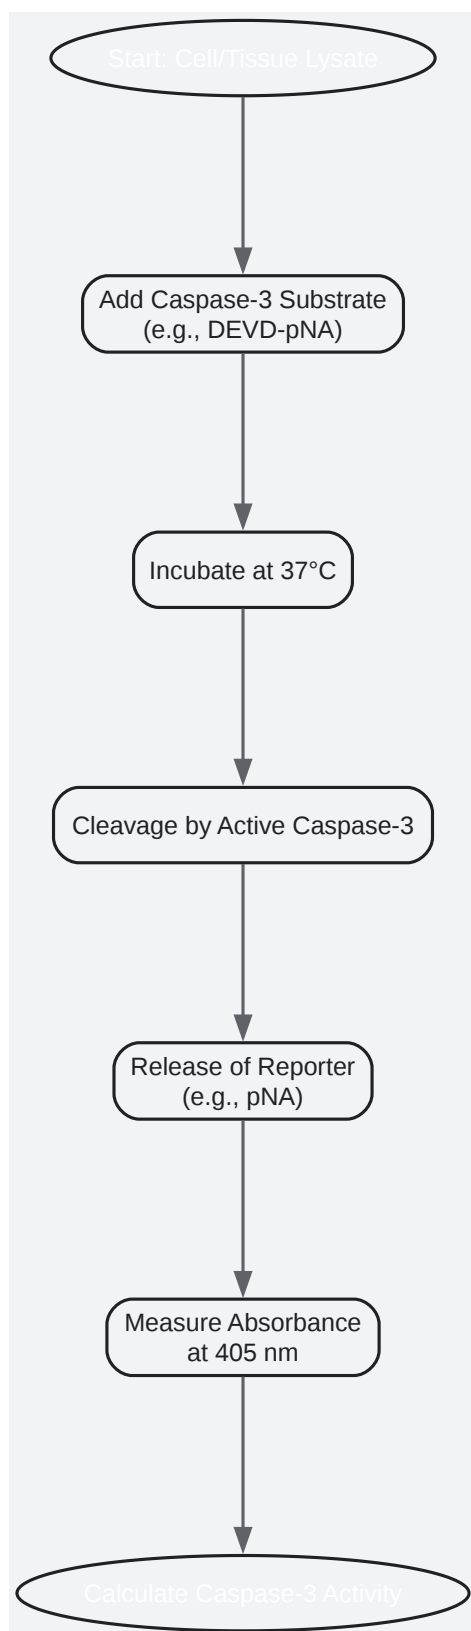 Start: Cell/Tissue Lysate
Add Caspase-3 Substrate
(e.g., DEVD-pNA)
Incubate at 37°C
Cleavage by Active Caspase-3
Release of Reporter
(e.g., pNA)
Measure Absorbance
at 405 nm
Calculate Caspase-3 Activity